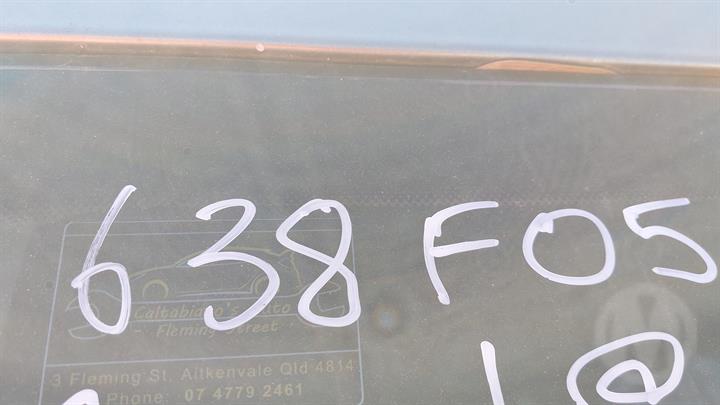 638 F05
Caltabiano's Auto
Fleming Street
3 Fleming St. Aitkenvale Qld 4814
Phone: 07 4779 2461